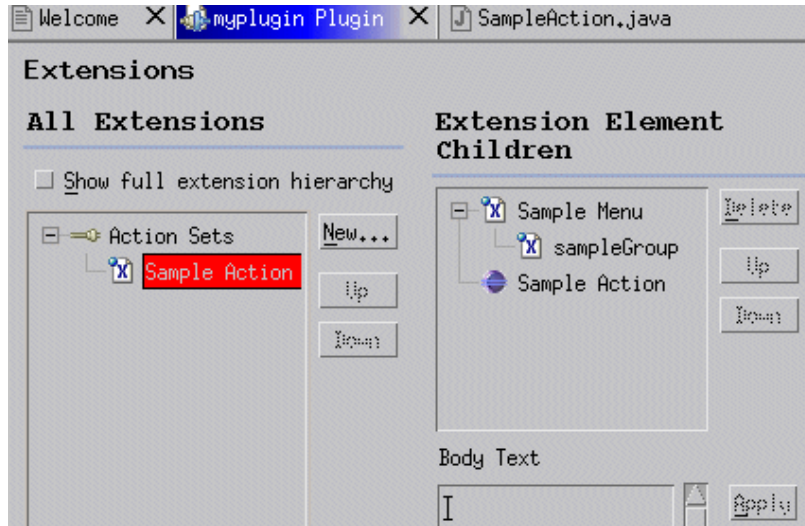 Welcome
myplugin Plugin
SampleAction.java
Extensions
All Extensions
Show full extension hierarchy
Action Sets
Sample Action
New...
Up
Down
Extension Element
Children
Sample Menu
sampleGroup
Sample Action
Delete
Up
Down
Body Text
Apply